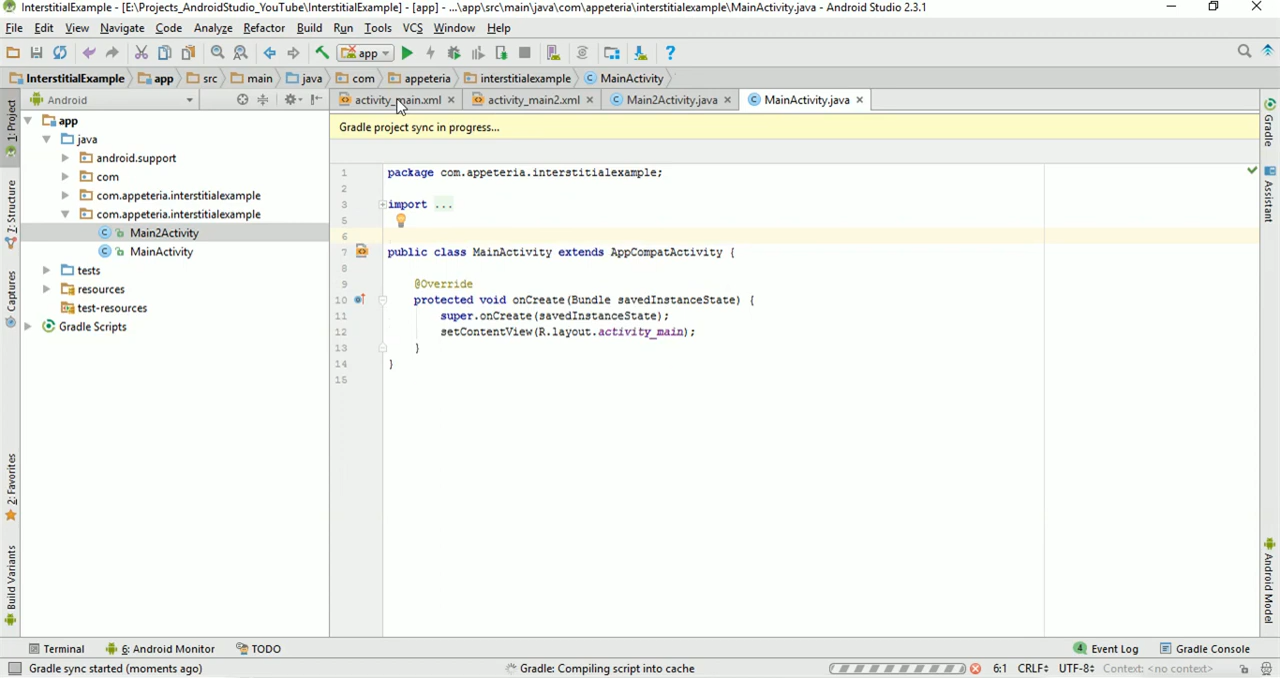 InterstitialExample - [E:\Projects_AndroidStudio_YouTube\InterstitialExample] - [app] - ...\app\src\main\java\com\appeteria\interstitialexample\MainActivity.java - Android Studio 2.3.1
File Edit View Navigate Code Analyze Refactor Build Run Tools VCS Window Help
app
InterstitialExample app src main java com appeteria interstitialexample MainActivity
Android
activity_main.xml activity_main2.xml Main2Activity.java MainActivity.java
Gradle project sync in progress...
app
java
android.support
com
com.appeteria.interstitialexample
com.appeteria.interstitialexample
Main2Activity
MainActivity
tests
resources
test-resources
Gradle Scripts
1: Project
7: Structure
Captures
2: Favorites
Build Variants
1 package com.appeteria.interstitialexample;
2
3 import ...
5
6
7 public class MainActivity extends AppCompatActivity {
8
9 @Override
10 protected void onCreate(Bundle savedInstanceState) {
11 super.onCreate(savedInstanceState);
12 setContentView(R.layout.activity_main);
13 }
14 }
15
Gradle
Assistant
Android Model
Terminal 6: Android Monitor TODO Event Log Gradle Console
Gradle sync started (moments ago) Gradle: Compiling script into cache 6:1 CRLF UTF-8 Context: <no context>